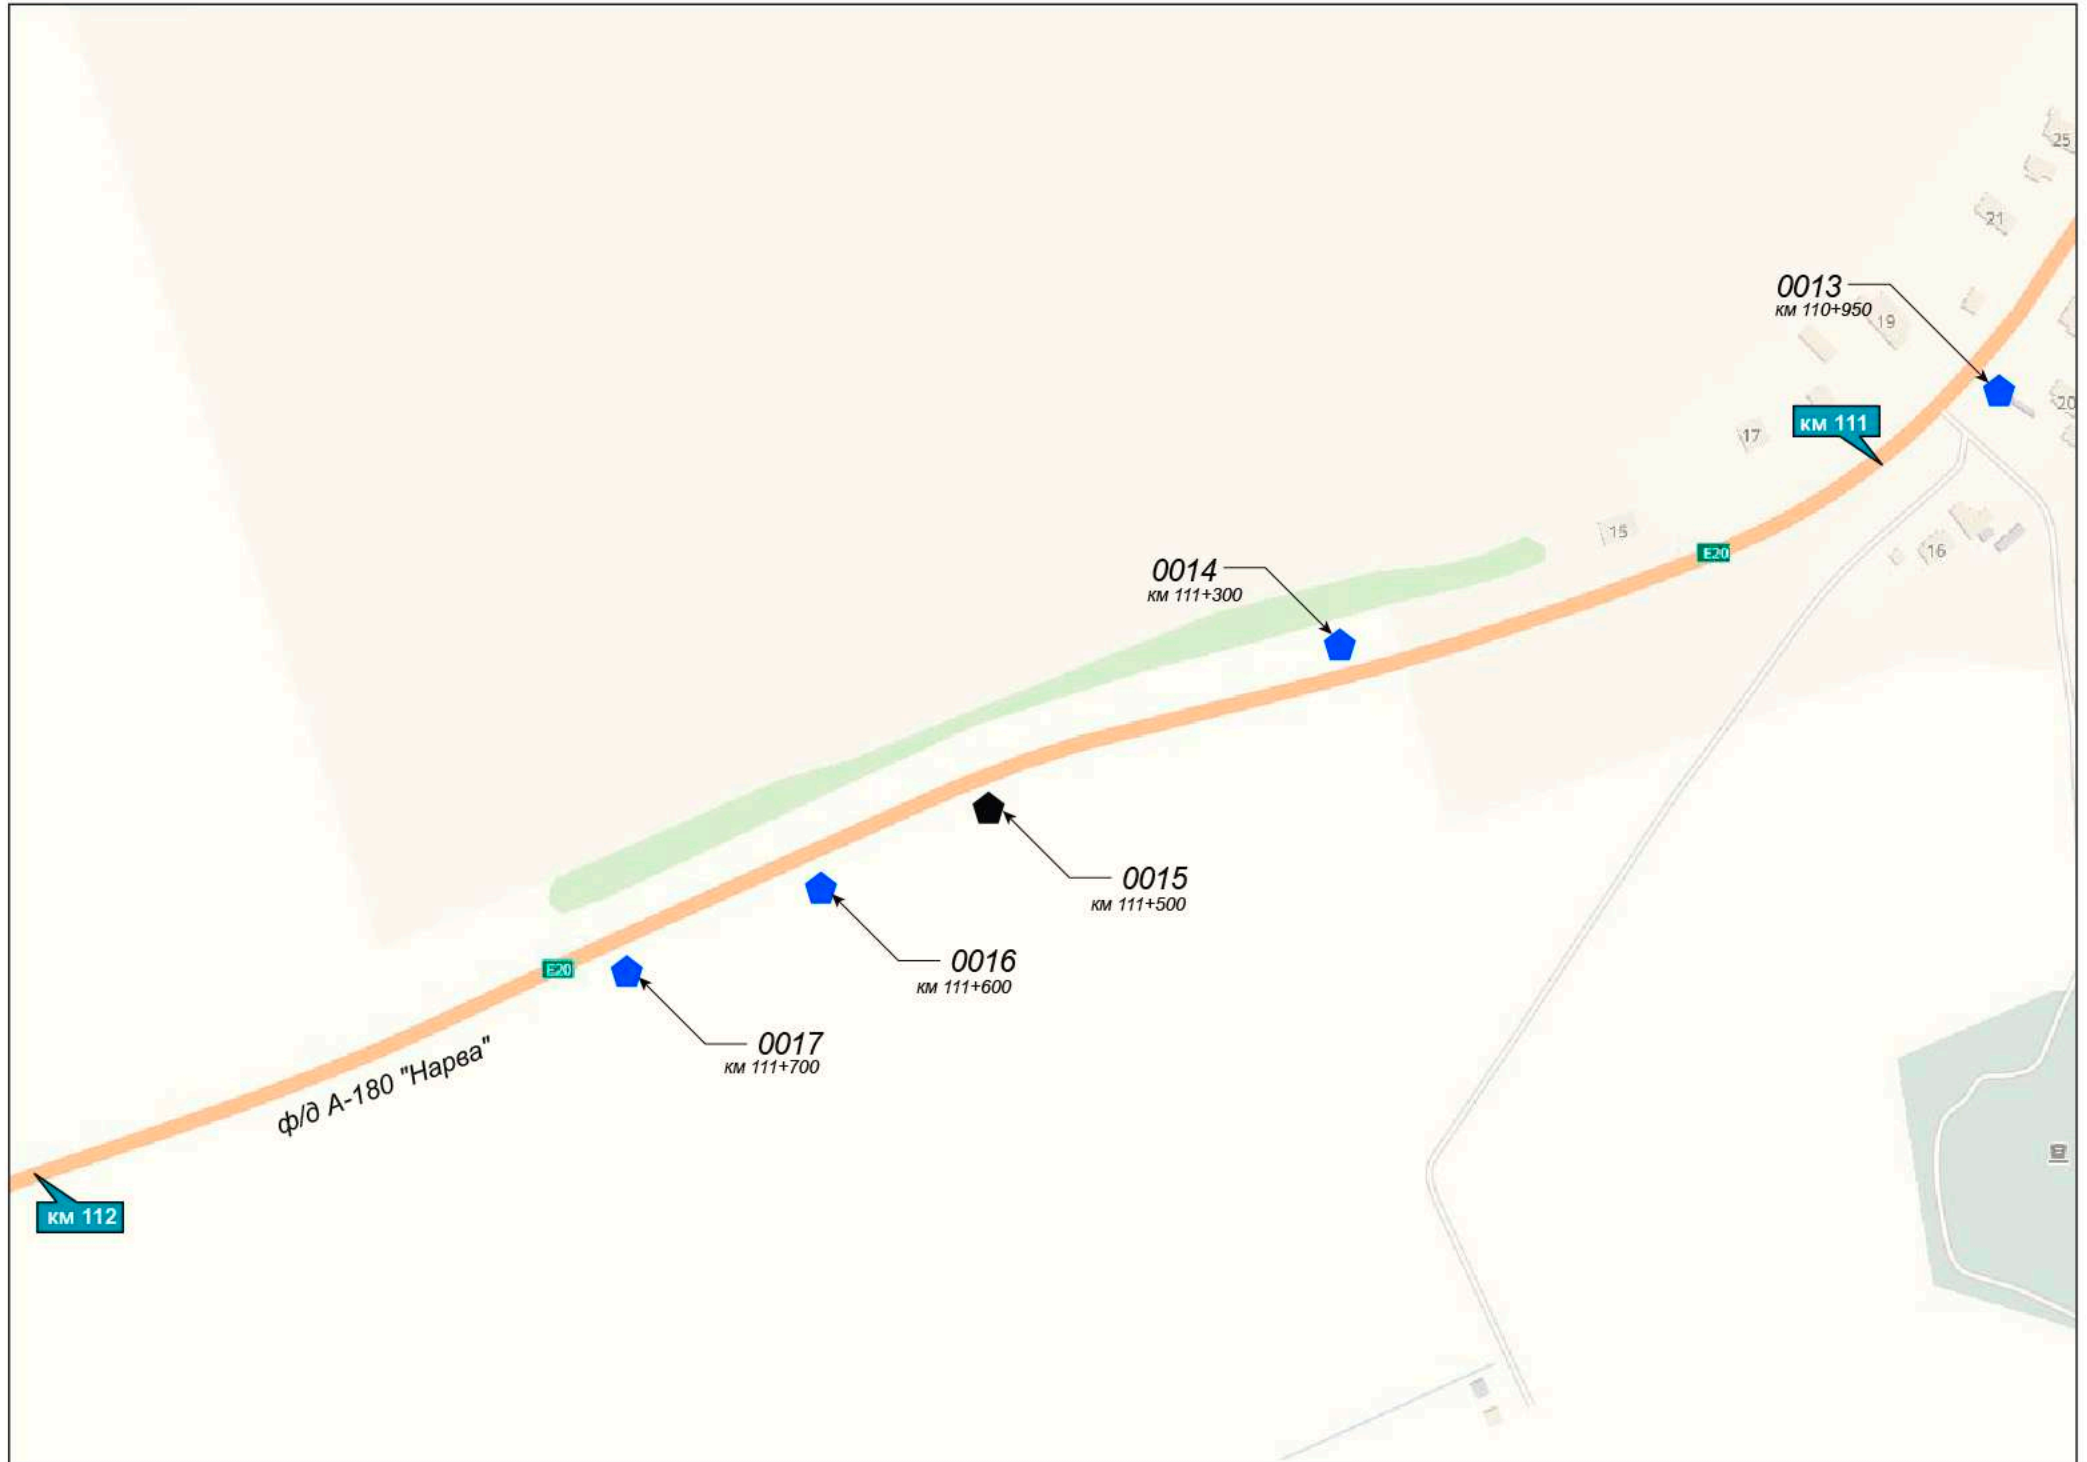 25
21
0013
км 110+950
19
20
км 111
17
15
E20
16
0014
км 111+300
0015
км 111+500
0016
км 111+600
E20
0017
км 111+700
ф/д А-180 "Нарва"
км 112